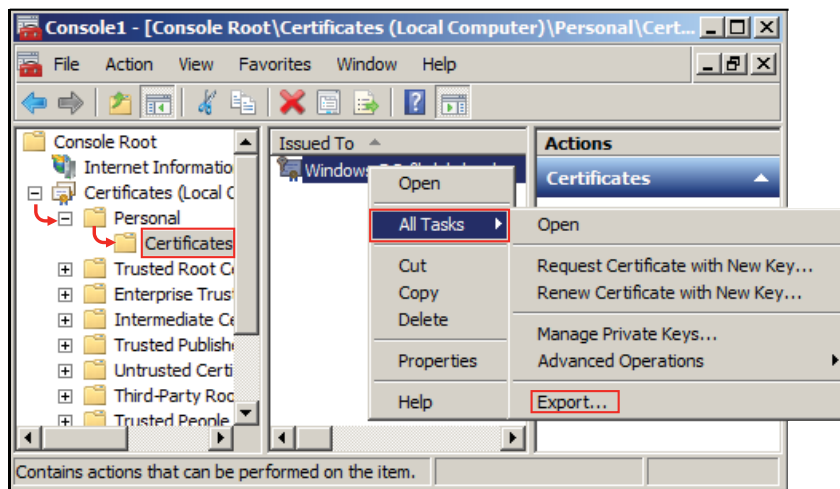 Console1 - [Console Root\Certificates (Local Computer)\Personal\Cert...
File Action View Favorites Window Help
Console Root
Internet Informatio
Certificates (Local C
Personal
Certificates
Trusted Root C
Enterprise Trus
Intermediate Ce
Trusted Publish
Untrusted Certi
Third-Party Roo
Trusted People
Issued To
Windows
Actions
Certificates
Open
All Tasks
Cut
Copy
Delete
Properties
Help
Open
Request Certificate with New Key...
Renew Certificate with New Key...
Manage Private Keys...
Advanced Operations
Export...
Contains actions that can be performed on the item.